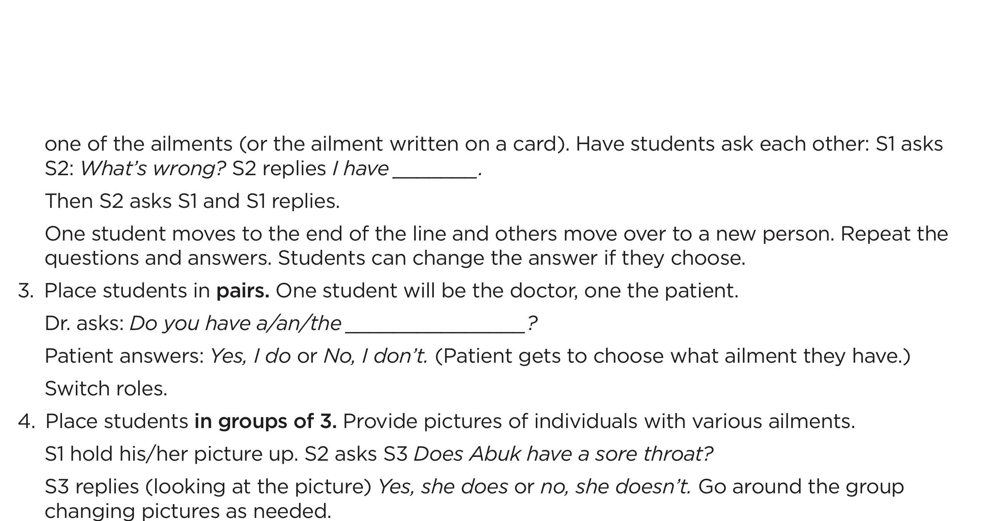 one of the ailments (or the ailment written on a card). Have students ask each other: S1 asks
S2: What’s wrong? S2 replies I have _______.
Then S2 asks S1 and S1 replies.
One student moves to the end of the line and others move over to a new person. Repeat the
questions and answers. Students can change the answer if they choose.
3. Place students in pairs. One student will be the doctor, one the patient.
Dr. asks: Do you have a/an/the _______________?
Patient answers: Yes, I do or No, I don’t. (Patient gets to choose what ailment they have.)
Switch roles.
4. Place students in groups of 3. Provide pictures of individuals with various ailments.
S1 hold his/her picture up. S2 asks S3 Does Abuk have a sore throat?
S3 replies (looking at the picture) Yes, she does or no, she doesn’t. Go around the group
changing pictures as needed.